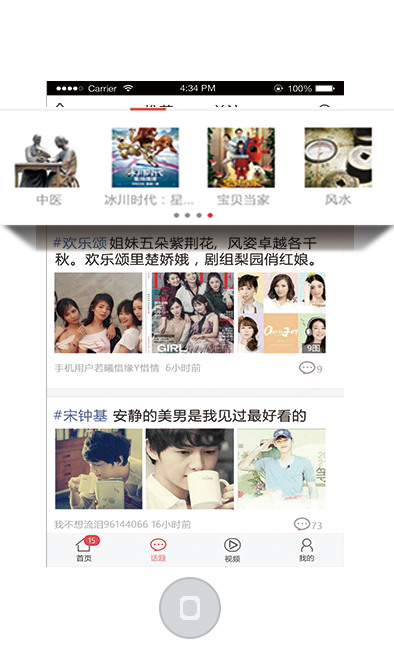 Carrier
4:34 PM
100%
中医
冰川时代：星...
宝贝当家
风水
#欢乐颂 姐妹五朵紫荆花，风姿卓越各千
秋。欢乐颂里楚娇娥，剧组梨园俏红娘。
GIRL
9图
手机用户若曦惜缘Y惜情 6小时前
9
#宋钟基 安静的美男是我见过最好看的
我不想流泪96144066 16小时前
73
15
首页
话题
视频
我的